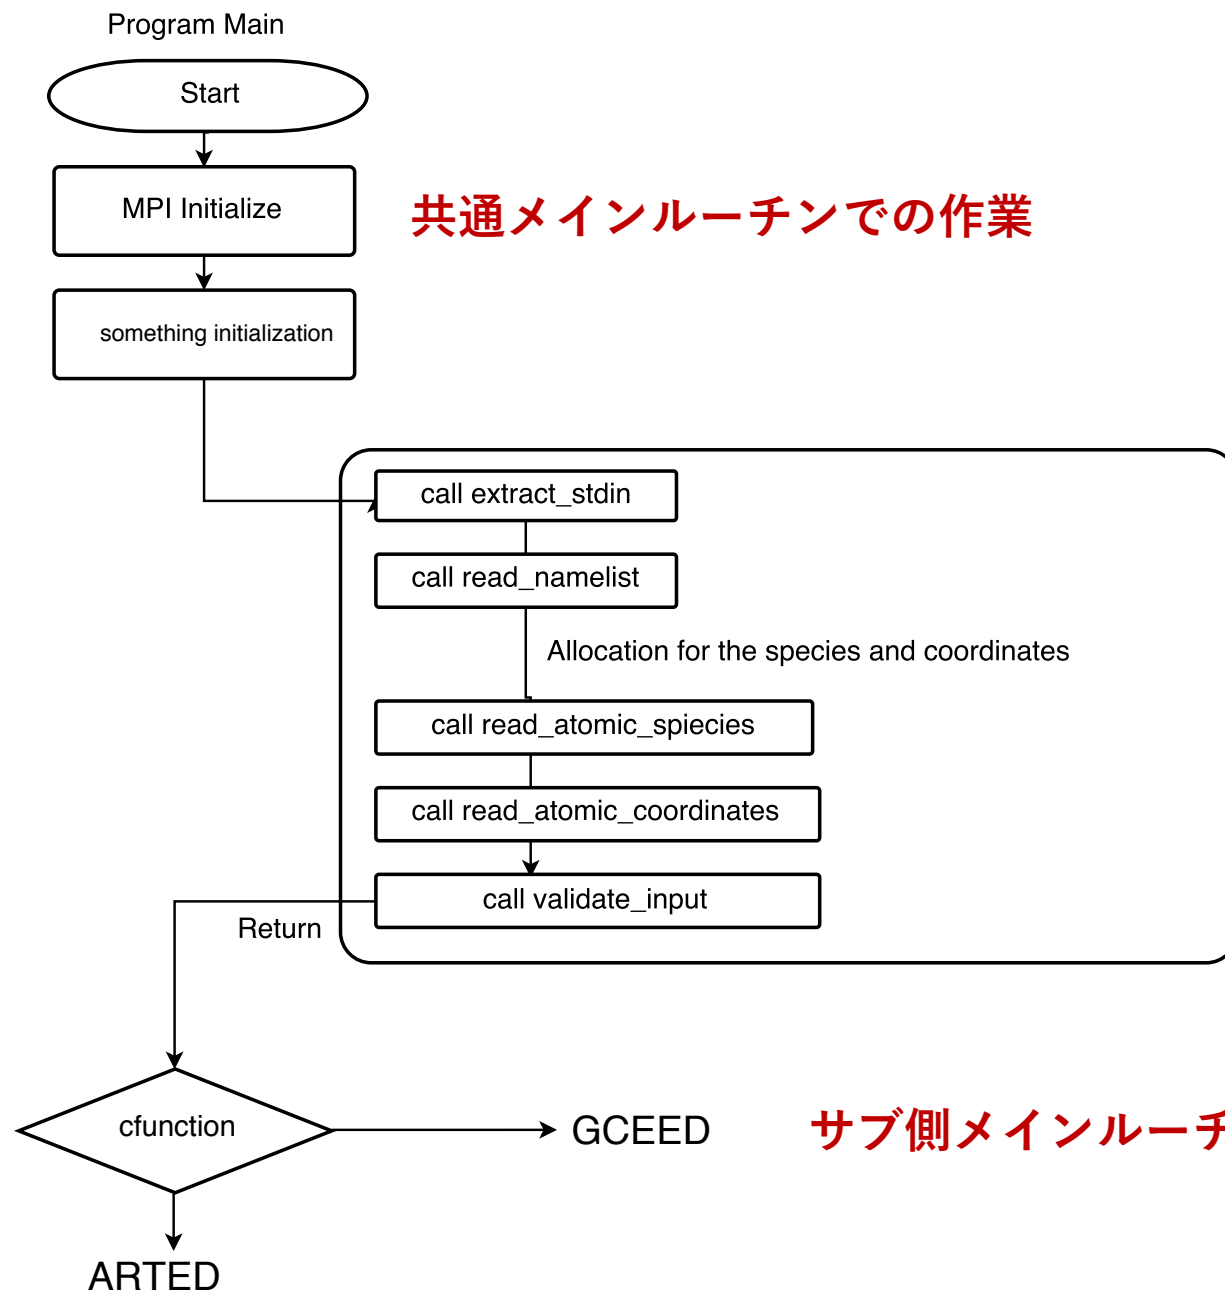 Program Main
Start
MPI Initialize
共通メインルーチンでの作業
something initialization
call extract_stdin
call read_namelist
Allocation for the species and coordinates
call read_atomic_spiecies
call read_atomic_coordinates
call validate_input
Return
cfunction
GCEED
サブ側メインルーチ
ARTED